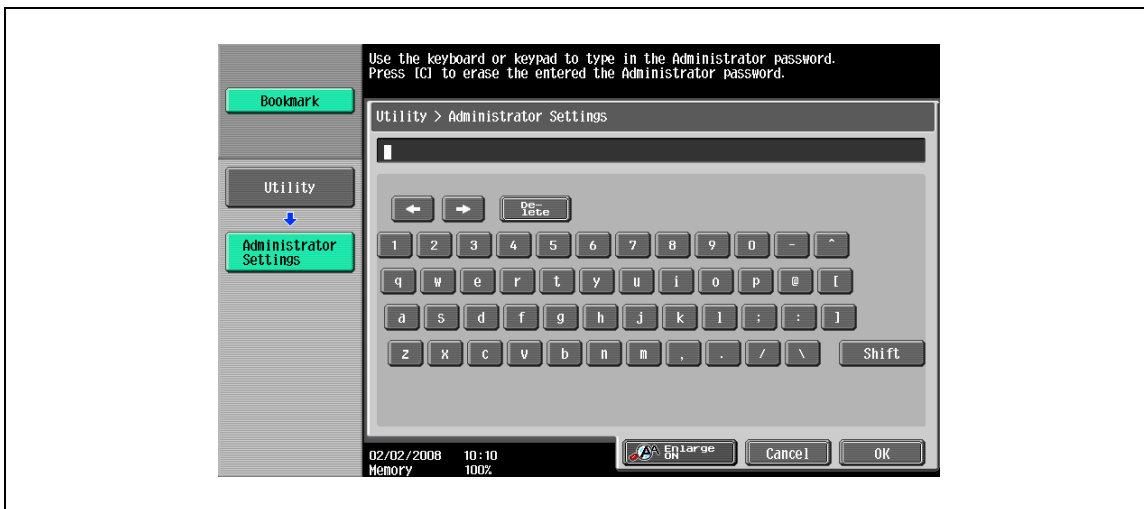 Use the keyboard or keypad to type in the Administrator password.
Press [C] to erase the entered the Administrator password.
Bookmark
Utility > Administrator Settings
Utility
Administrator
Settings
De-
lete
1 2 3 4 5 6 7 8 9 0 - ^
q w e r t y u i o p @ [
a s d f g h j k l ; : ]
z x c v b n m , . / \ Shift
02/02/2008 10:10
Memory 100%
Enlarge
ON
Cancel
OK